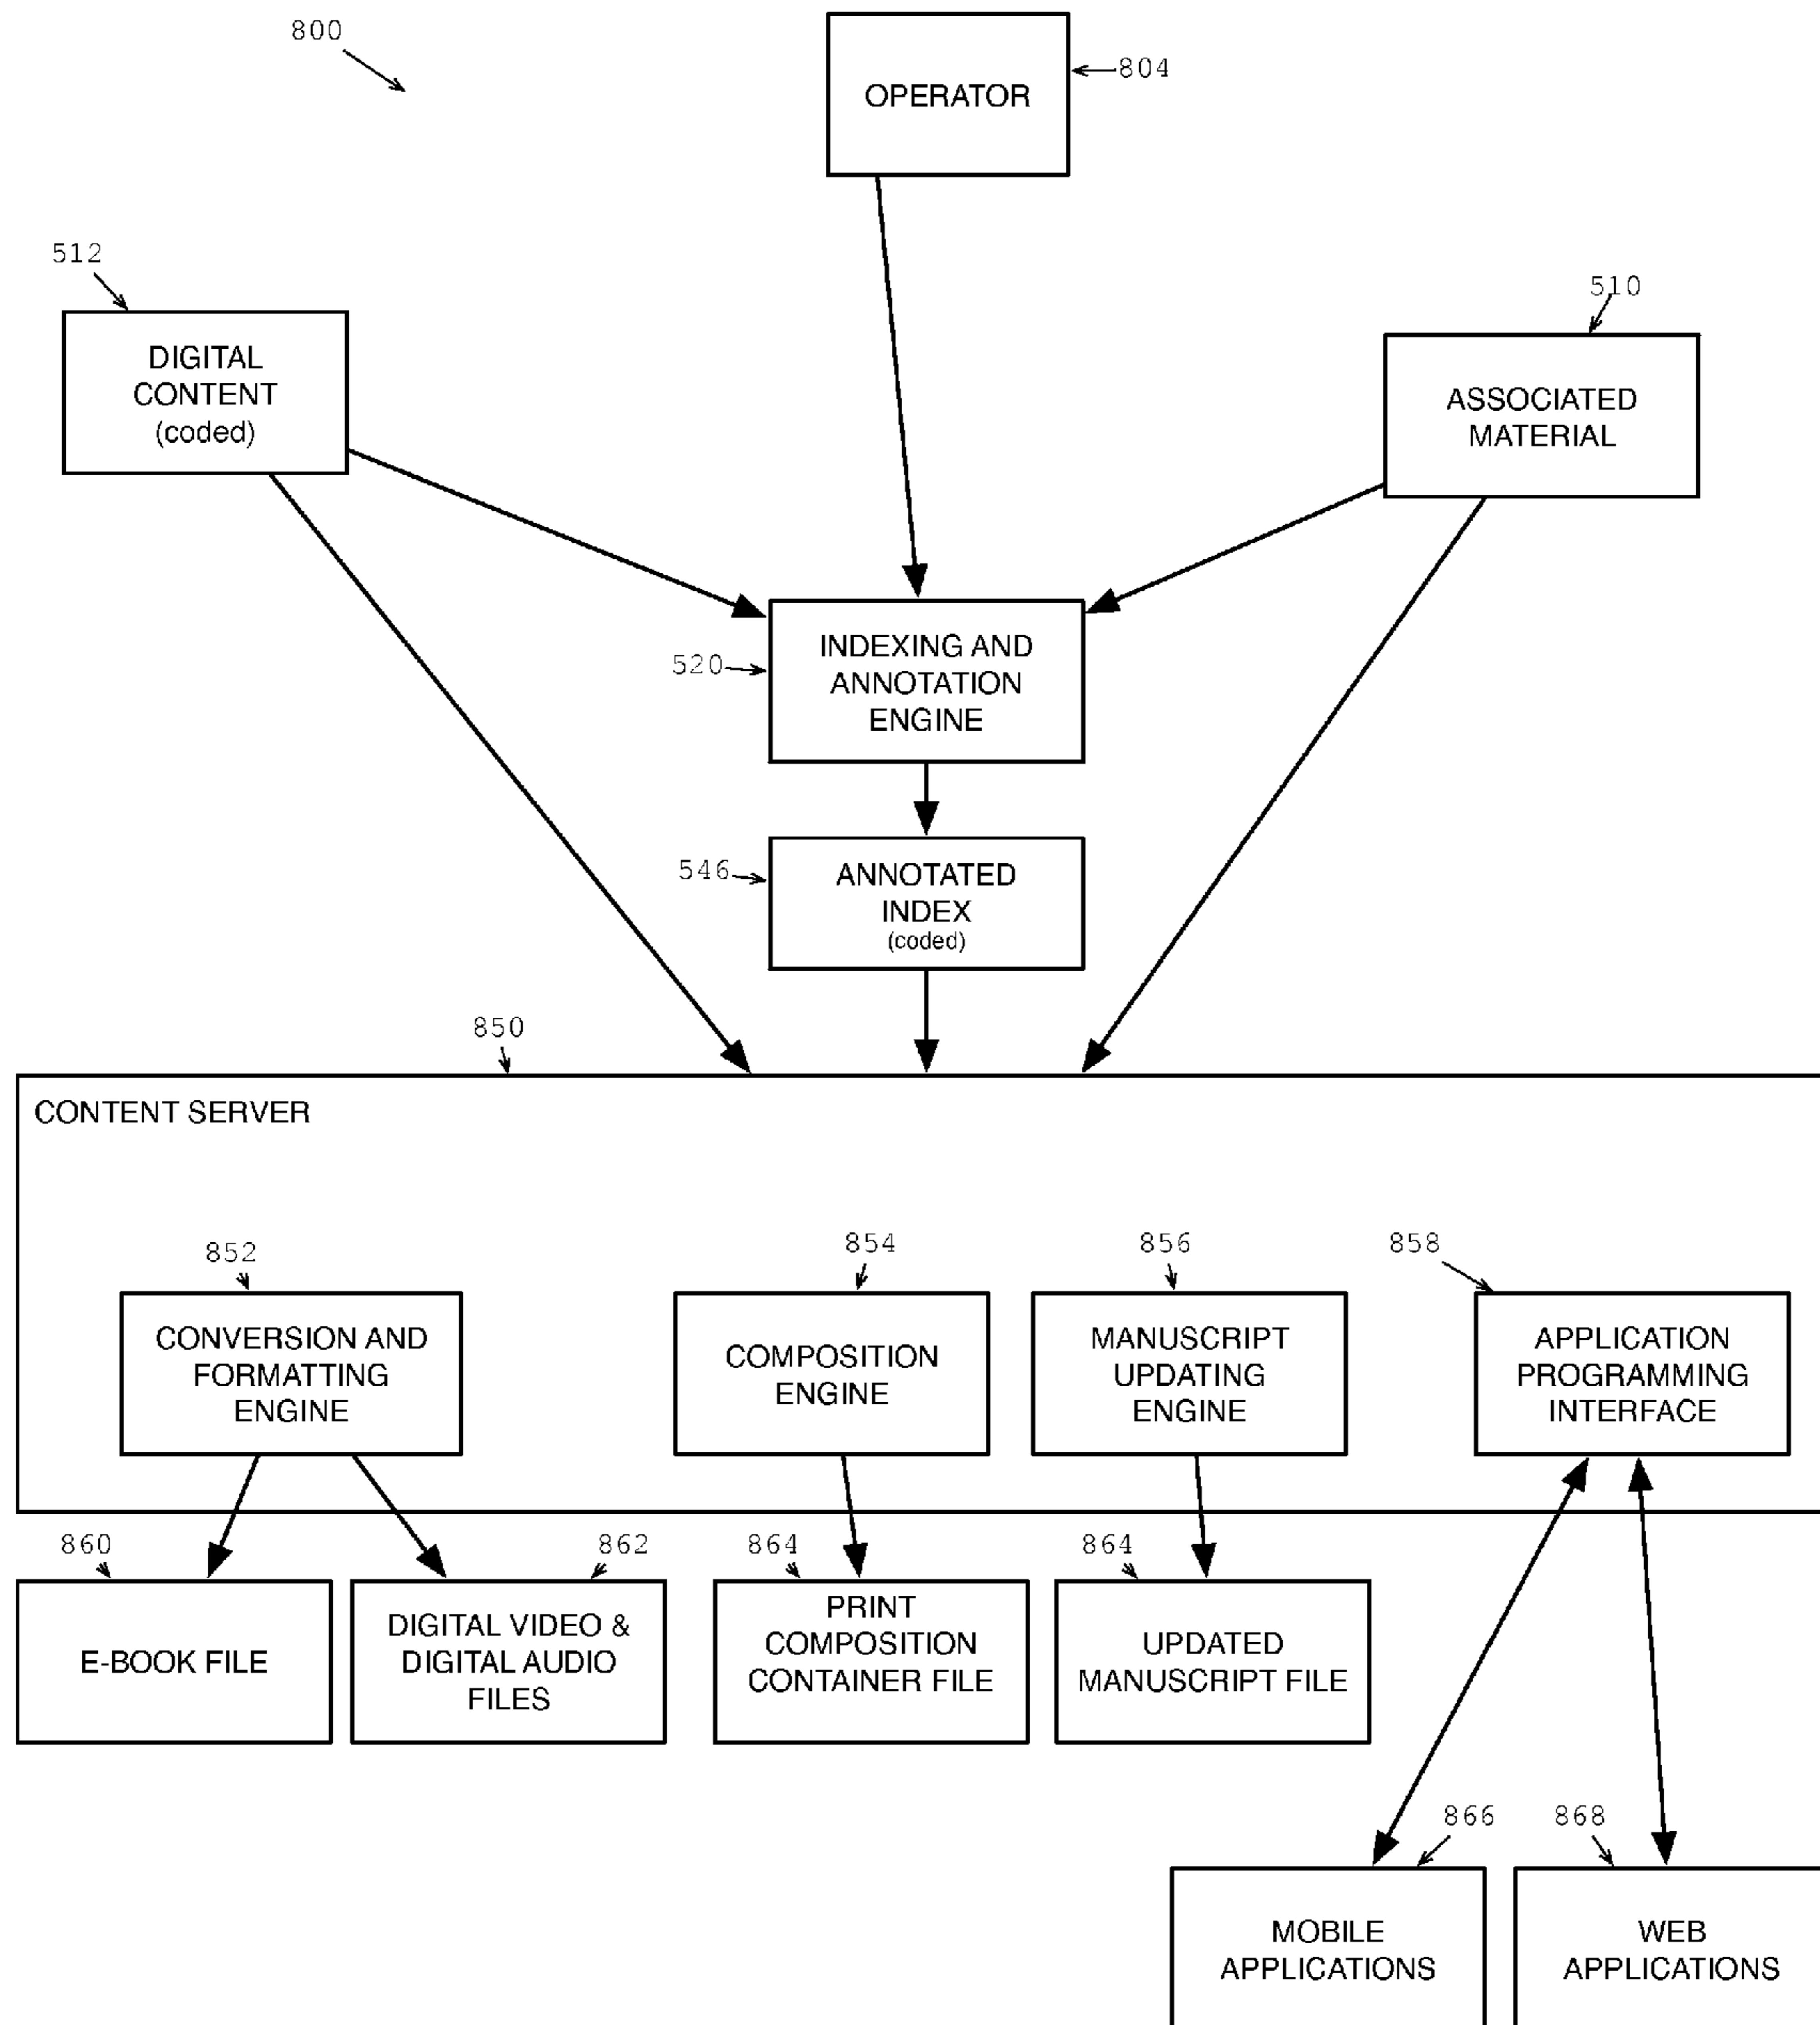 800
OPERATOR
804
512
DIGITAL
CONTENT
(coded)
510
ASSOCIATED
MATERIAL
520
INDEXING AND
ANNOTATION
ENGINE
546
ANNOTATED
INDEX
(coded)
850
CONTENT SERVER
852
CONVERSION AND
FORMATTING
ENGINE
854
COMPOSITION
ENGINE
856
MANUSCRIPT
UPDATING
ENGINE
858
APPLICATION
PROGRAMMING
INTERFACE
860
E-BOOK FILE
862
DIGITAL VIDEO &
DIGITAL AUDIO
FILES
864
PRINT
COMPOSITION
CONTAINER FILE
864
UPDATED
MANUSCRIPT FILE
866
MOBILE
APPLICATIONS
868
WEB
APPLICATIONS